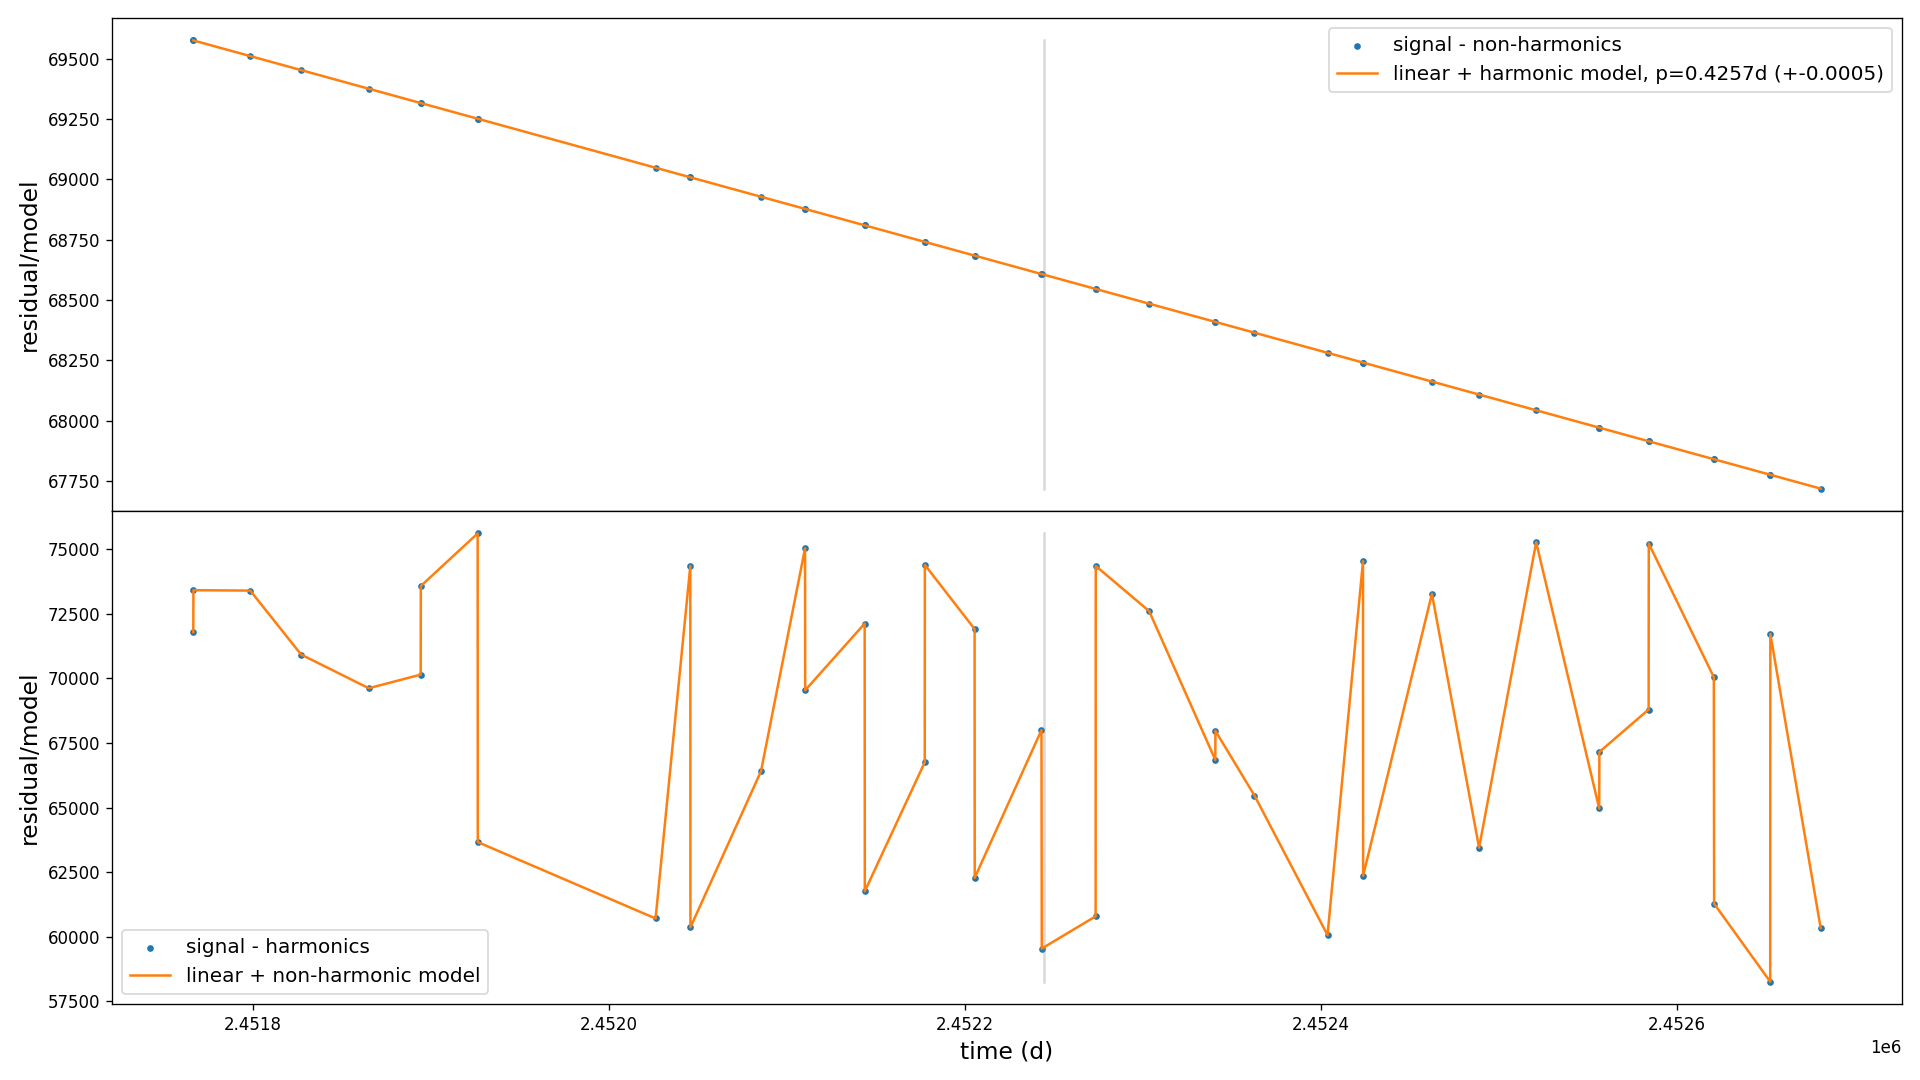 residual/model
69500
69250
69000
68750
68500
68250
68000
67750
signal - non-harmonics
linear + harmonic model, p=0.4257d (+-0.0005)
residual/model
75000
72500
70000
67500
65000
62500
60000
57500
signal - harmonics
linear + non-harmonic model
2.4518 2.4520 2.4522 2.4524 2.4526
1e6
time (d)